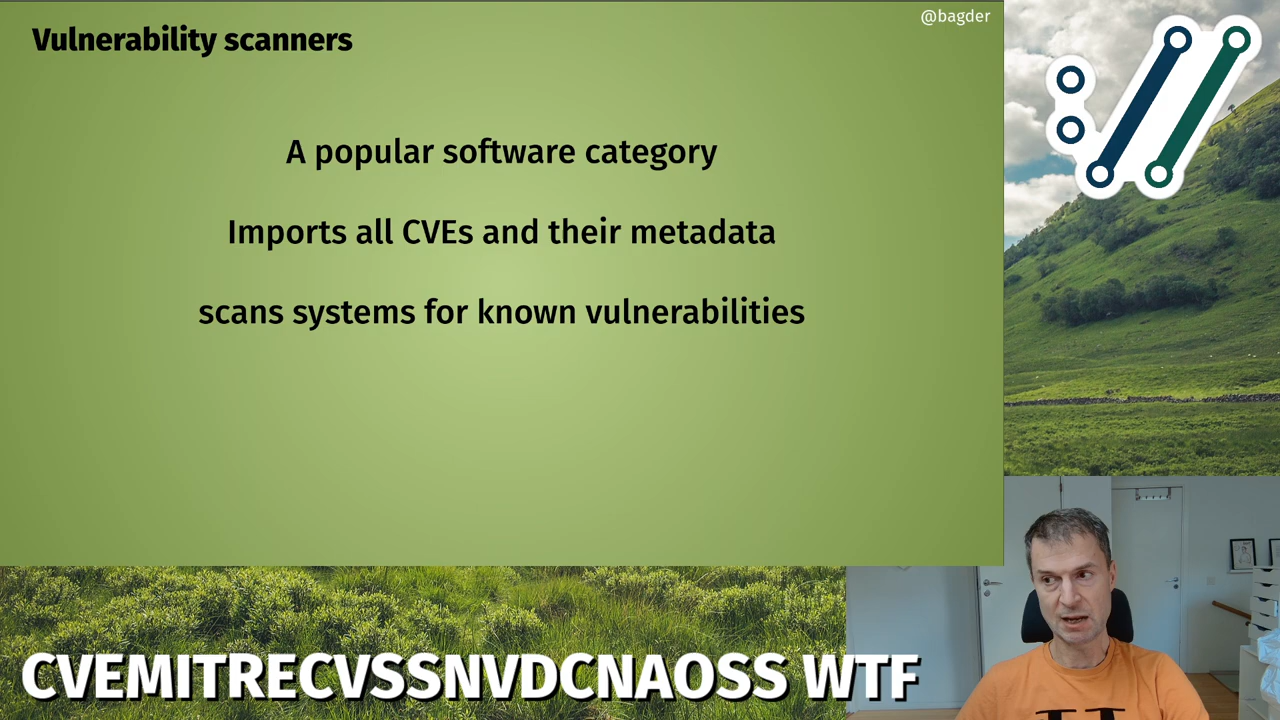 @bagder
Vulnerability scanners
A popular software category
Imports all CVEs and their metadata
scans systems for known vulnerabilities
CVEMITRECVSSNVDCNAOSS WTF